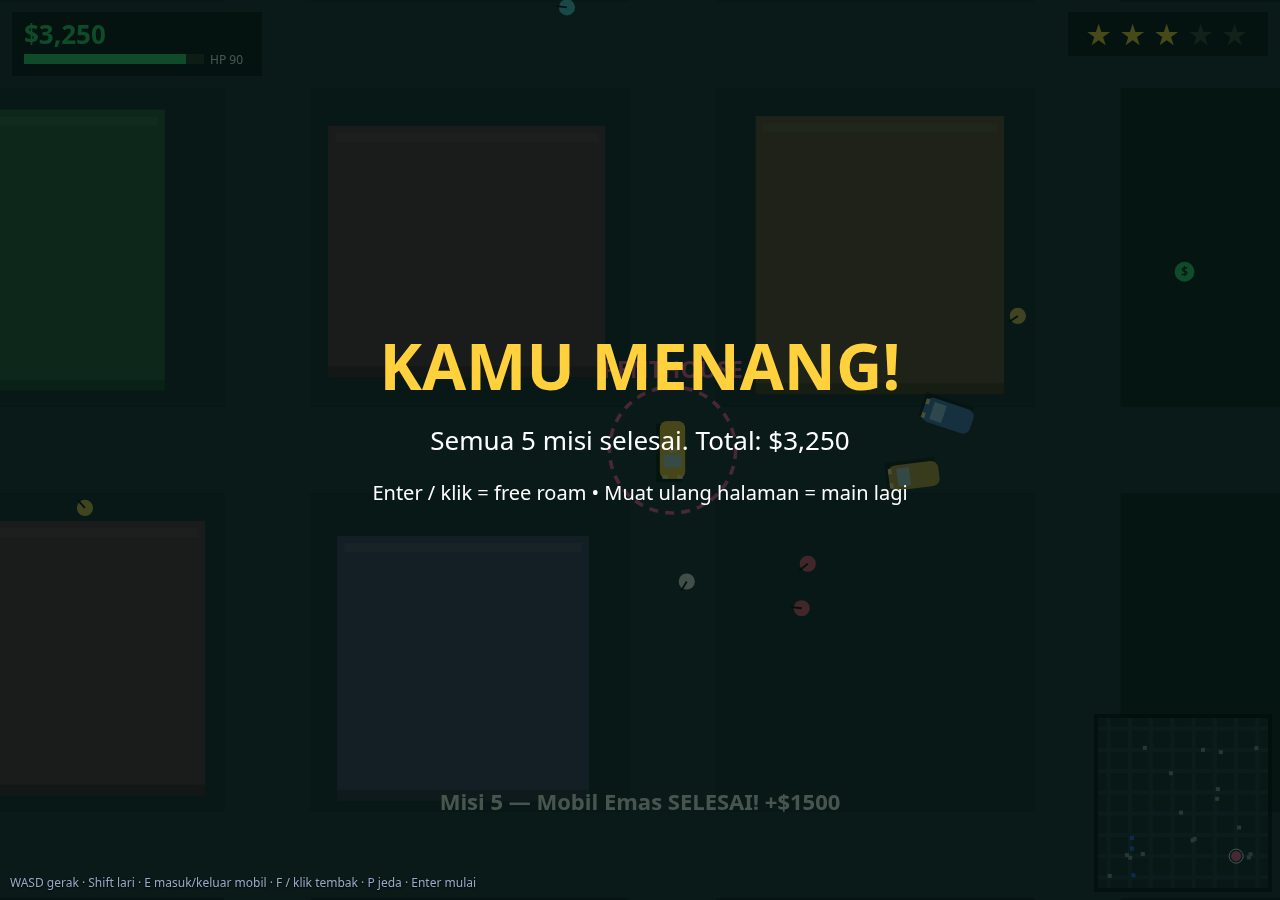 $3,250
HP 90
★★★★★
$
KAMU MENANG!
Semua 5 misi selesai. Total: $3,250
Enter / klik = free roam • Muat ulang halaman = main lagi
Misi 5 — Mobil Emas SELESAI! +$1500
WASD gerak · Shift lari · E masuk/keluar mobil · F / klik tembak · P jeda · Enter mulai